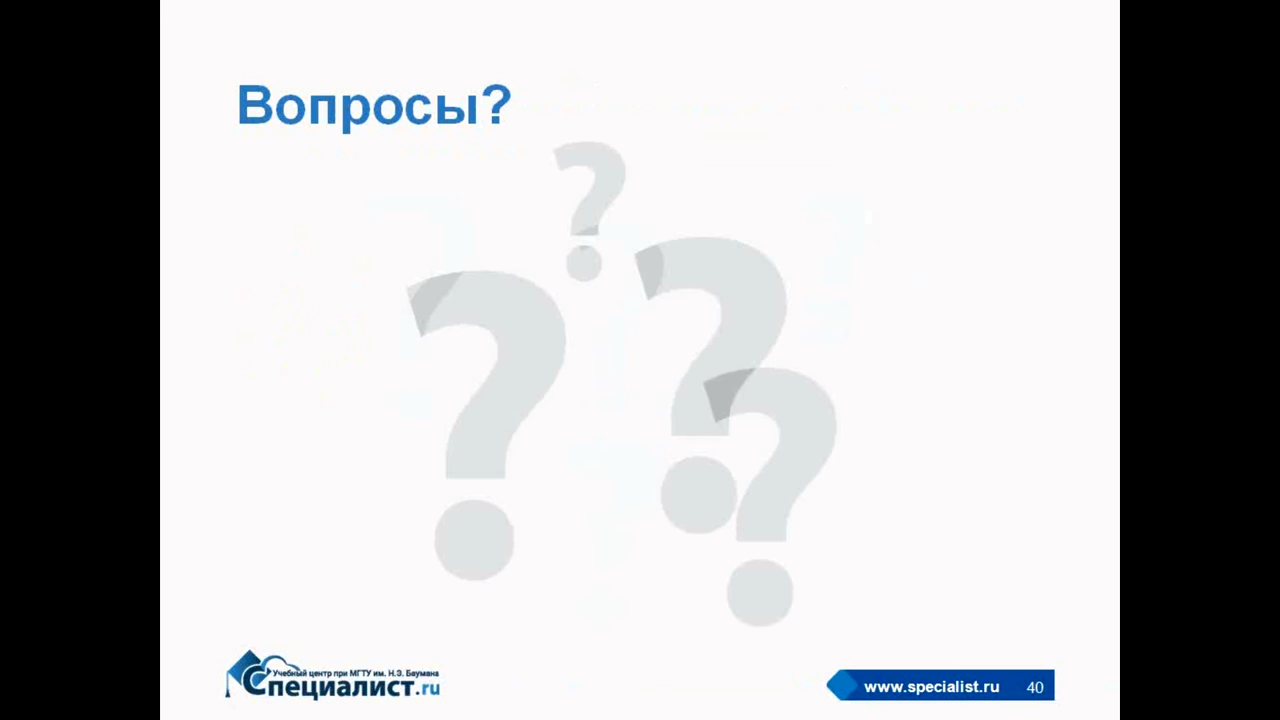 Вопросы?
Учебный центр при МГТУ им. Н.Э. Баумана
Специалист.ru
www.specialist.ru 40